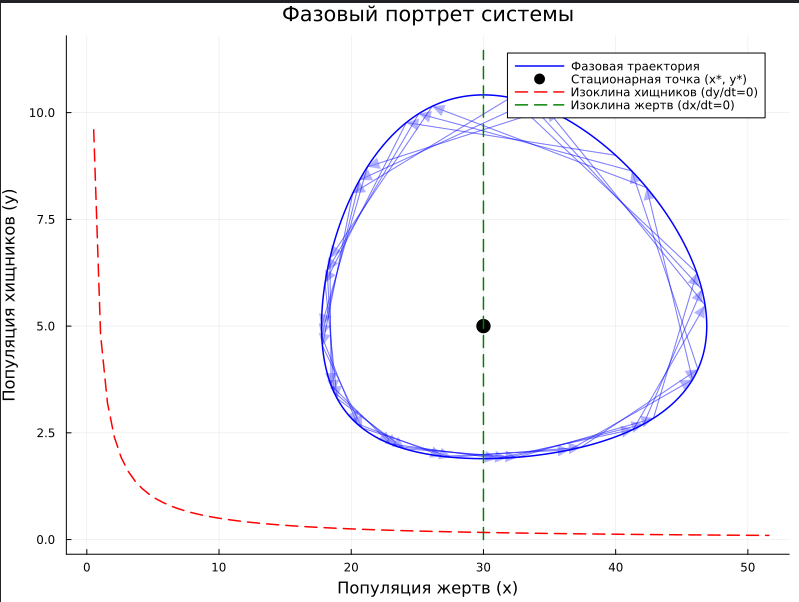 Фазовый портрет системы
Фазовая траектория
Стационарная точка (x*, y*)
Изоклина хищников (dy/dt=0)
Изоклина жертв (dx/dt=0)
Популяция хищников (y)
10.0
7.5
5.0
2.5
0.0
0 10 20 30 40 50
Популяция жертв (x)